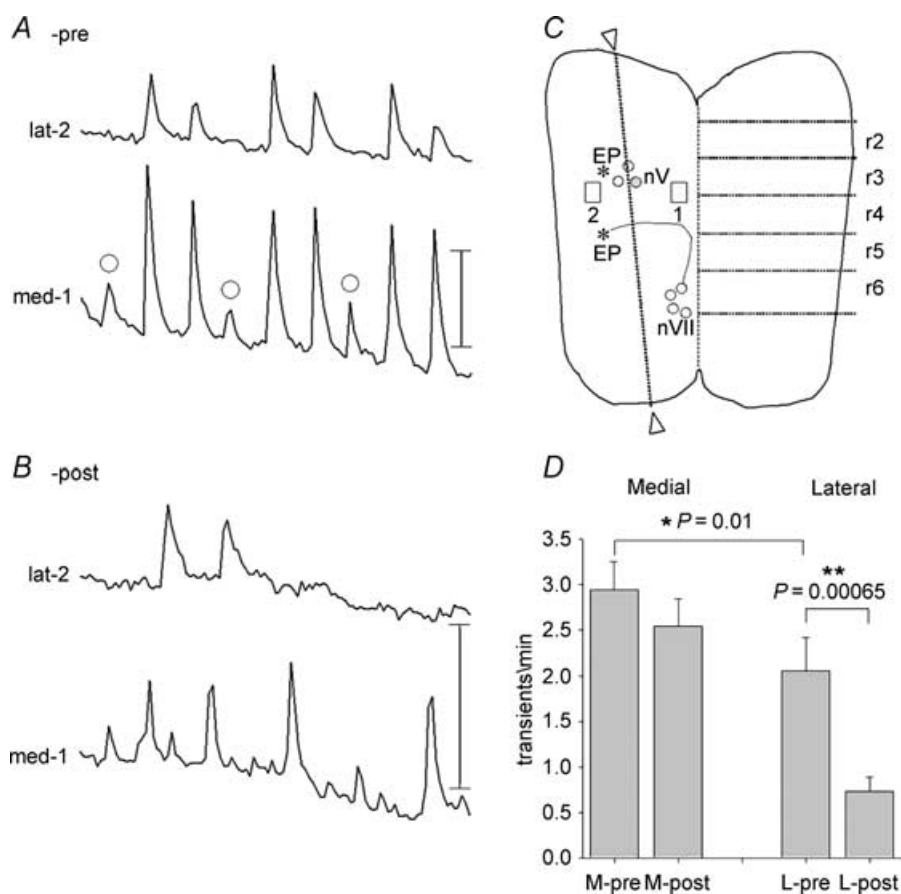 A -pre
lat-2
med-1
B -post
lat-2
med-1
C
EP
*
nV
2
1
*
EP
nVII
r2
r3
r4
r5
r6
D
Medial
Lateral
* P = 0.01
**
P = 0.00065
transients\min
3.5
3.0
2.5
2.0
1.5
1.0
0.5
0.0
M-pre M-post L-pre L-post